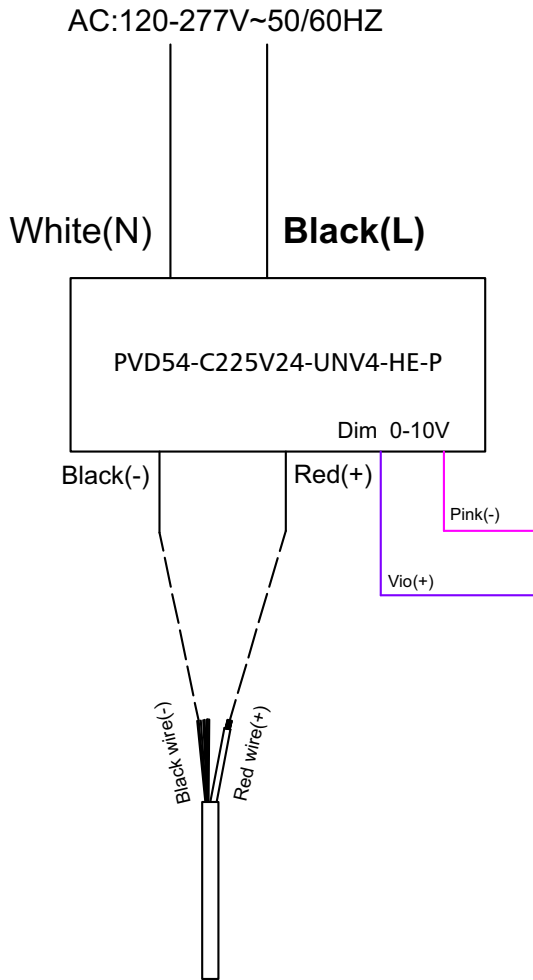 AC:120-277V~50/60HZ
White(N)
Black(L)
PVD54-C225V24-UNV4-HE-P
Dim 0-10V
Black(-)
Red(+)
Pink(-)
Vio(+)
Black wire(-)
Red wire(+)